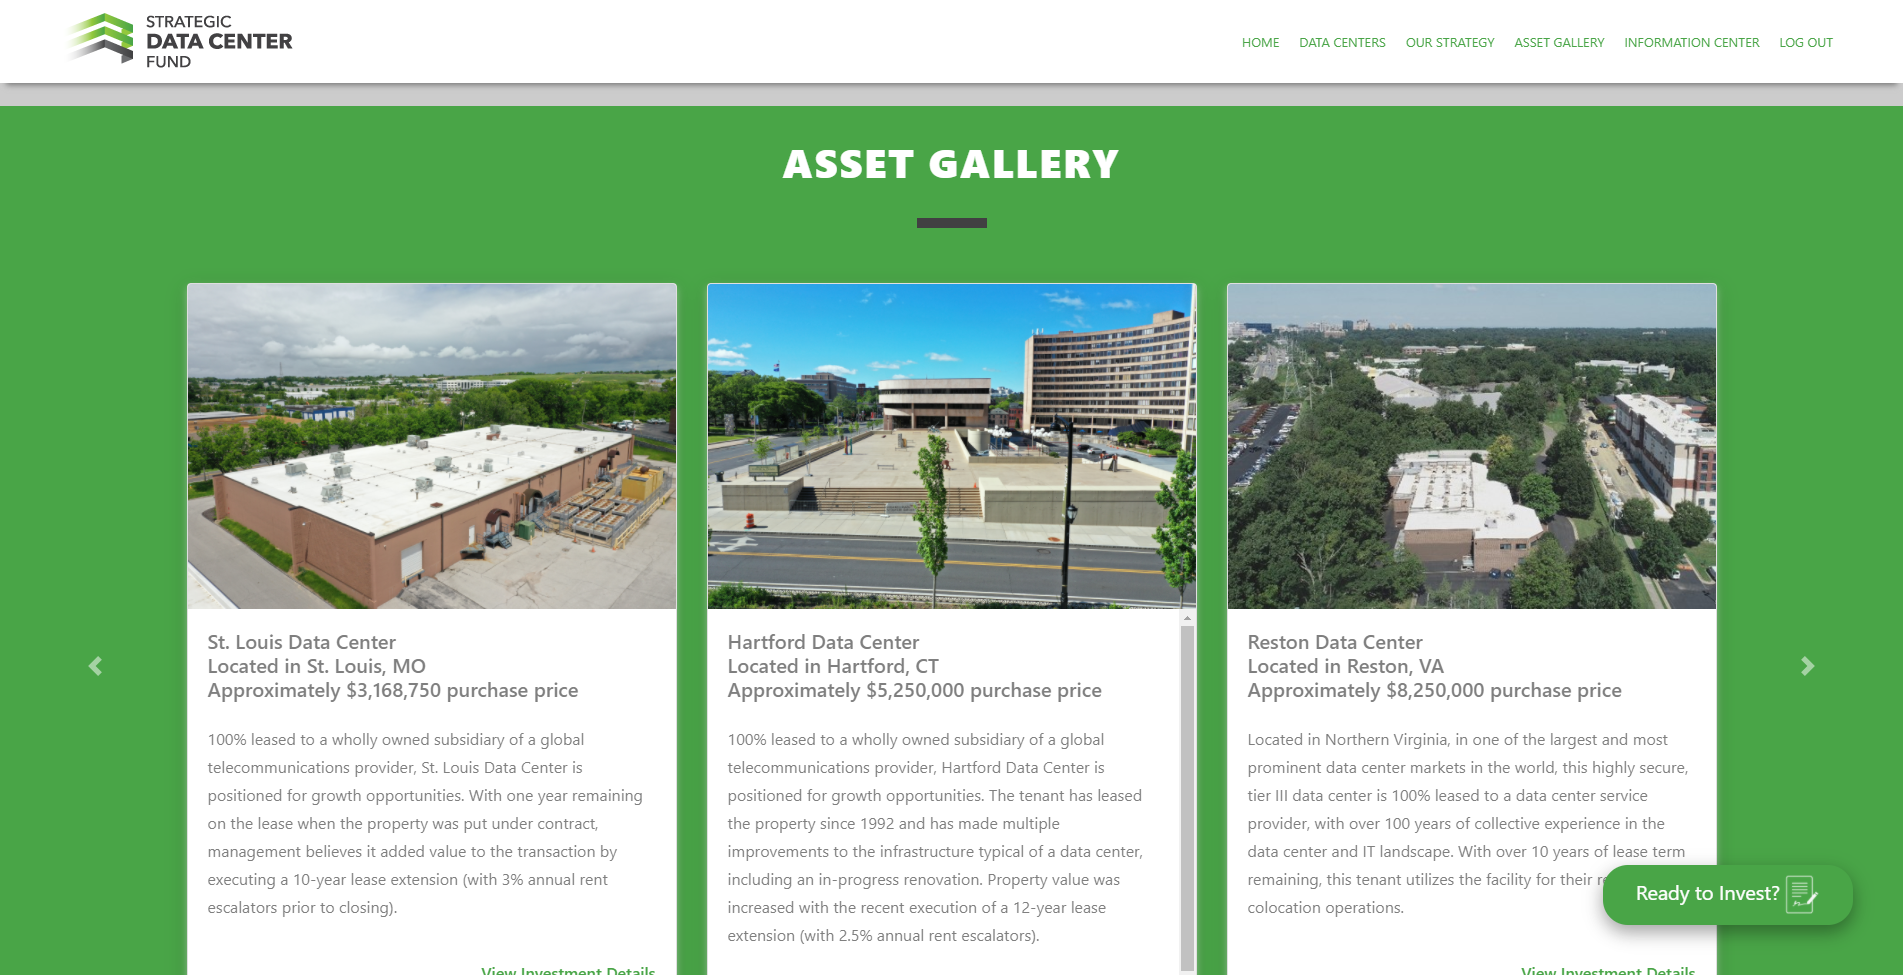 STRATEGIC
DATA CENTER
FUND
HOME DATA CENTERS OUR STRATEGY ASSET GALLERY INFORMATION CENTER LOG OUT
ASSET GALLERY
St. Louis Data Center
Located in St. Louis, MO
Approximately $3,168,750 purchase price
100% leased to a wholly owned subsidiary of a global
telecommunications provider, St. Louis Data Center is
positioned for growth opportunities. With one year remaining
on the lease when the property was put under contract,
management believes it added value to the transaction by
executing a 10-year lease extension (with 3% annual rent
escalators prior to closing).
View Investment Details
Hartford Data Center
Located in Hartford, CT
Approximately $5,250,000 purchase price
100% leased to a wholly owned subsidiary of a global
telecommunications provider, Hartford Data Center is
positioned for growth opportunities. The tenant has leased
the property since 1992 and has made multiple
improvements to the infrastructure typical of a data center,
including an in-progress renovation. Property value was
increased with the recent execution of a 12-year lease
extension (with 2.5% annual rent escalators).
Reston Data Center
Located in Reston, VA
Approximately $8,250,000 purchase price
Located in Northern Virginia, in one of the largest and most
prominent data center markets in the world, this highly secure,
tier III data center is 100% leased to a data center service
provider, with over 100 years of collective experience in the
data center and IT landscape. With over 10 years of lease term
remaining, this tenant utilizes the facility for their
colocation operations.
View Investment Details
Ready to Invest?